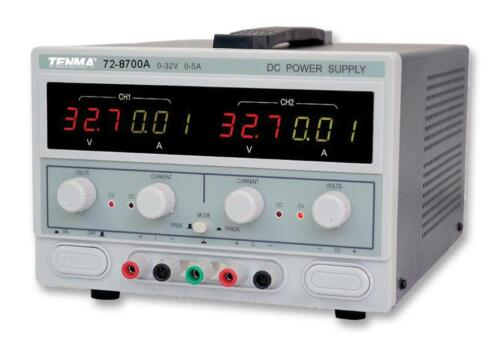 TENMA 72-8700A 0-32V 0-5A DC POWER SUPPLY
CH1 CH2
32.7 0.01 32.7 0.01
V A V A
VOLTS CURRENT CURRENT VOLTS
CV CC CC CV
MODE
FREE TRACK
ON OFF
POWER